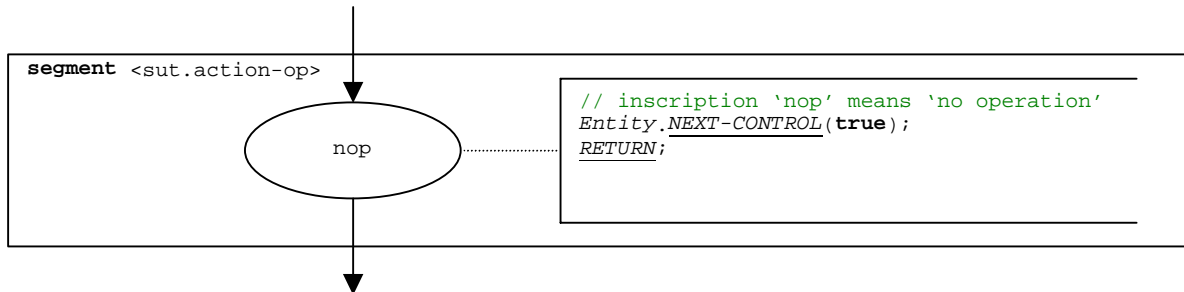 segment <sut.action-op>
// inscription ‘nop’ means ‘no operation’
Entity.NEXT-CONTROL(true);
RETURN;
nop